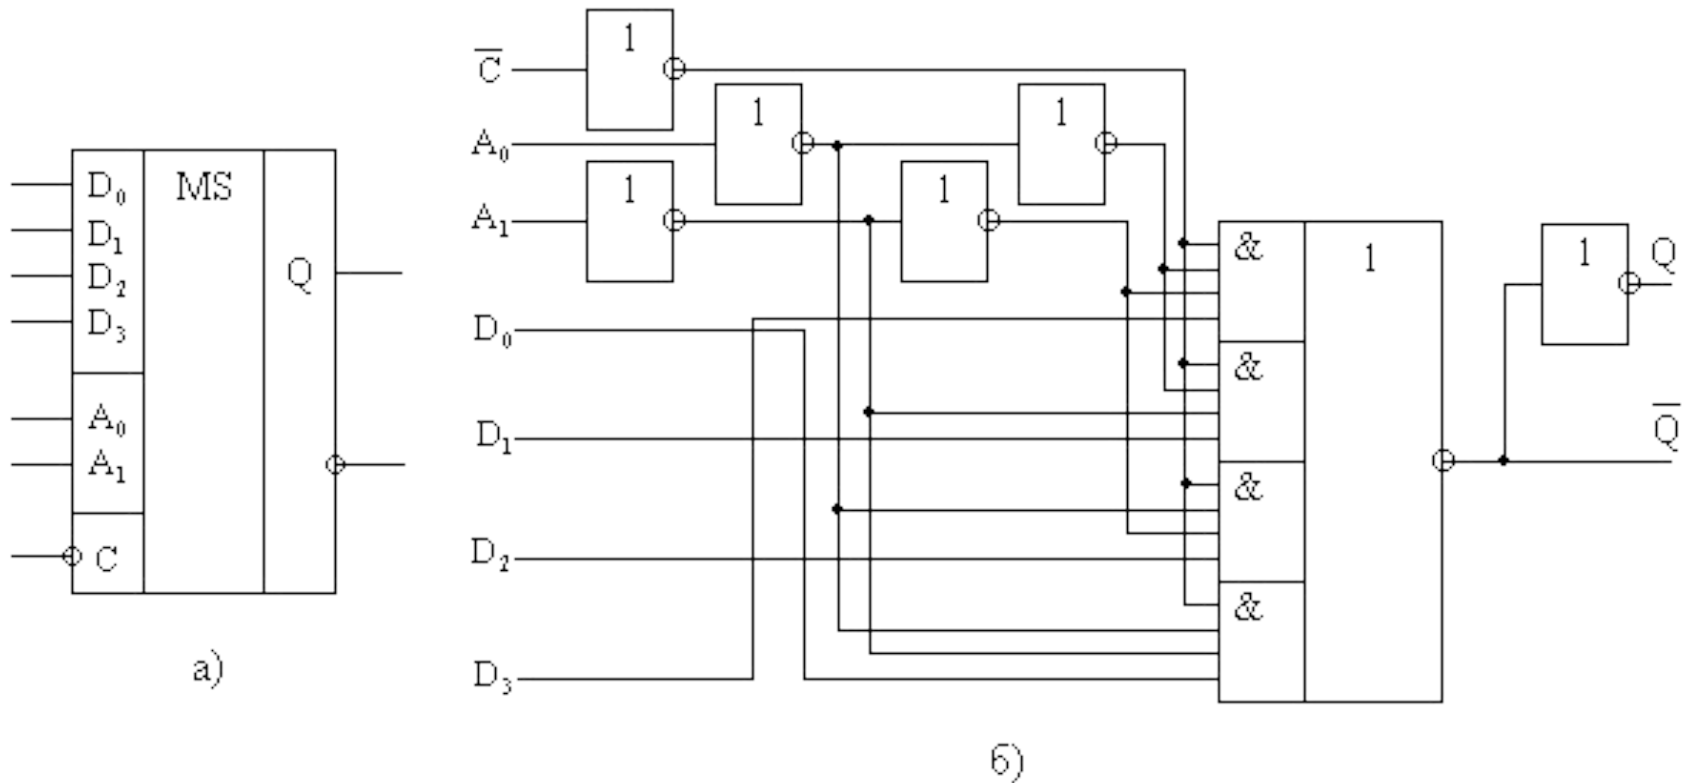 D₀ MS
D₁
D₂ Q
D₃
A₀
A₁
C
а)
C̅ 1
A₀ 1 1
A₁ 1 1
& 1 1 Q
D₀
&
D₁ Q̅
&
D₂
&
D₃
б)